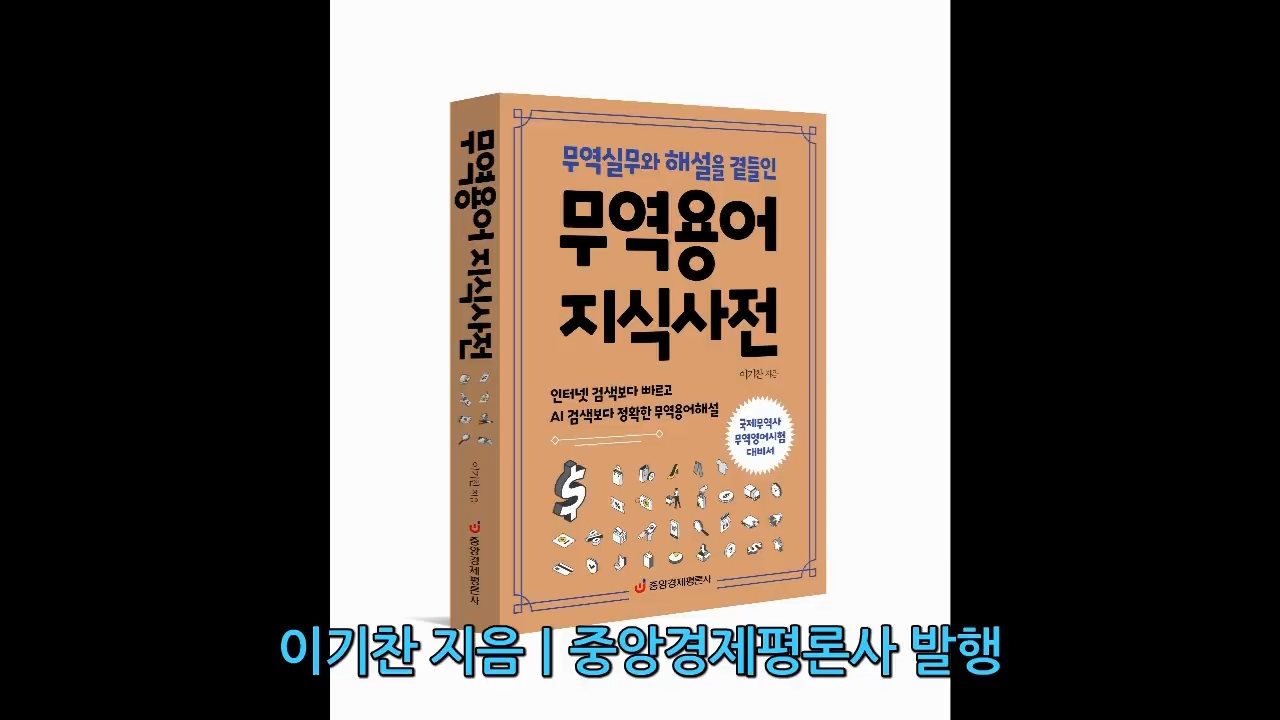 무역용어 지식사전
이기찬 지음
중앙경제평론사
무역실무와 해설을 곁들인
무역용어
지식사전
이기찬 지음
인터넷 검색보다 빠르고
AI 검색보다 정확한 무역용어해설
국제무역사
무역영어시험
대비서
중앙경제평론사
이기찬 지음 | 중앙경제평론사 발행